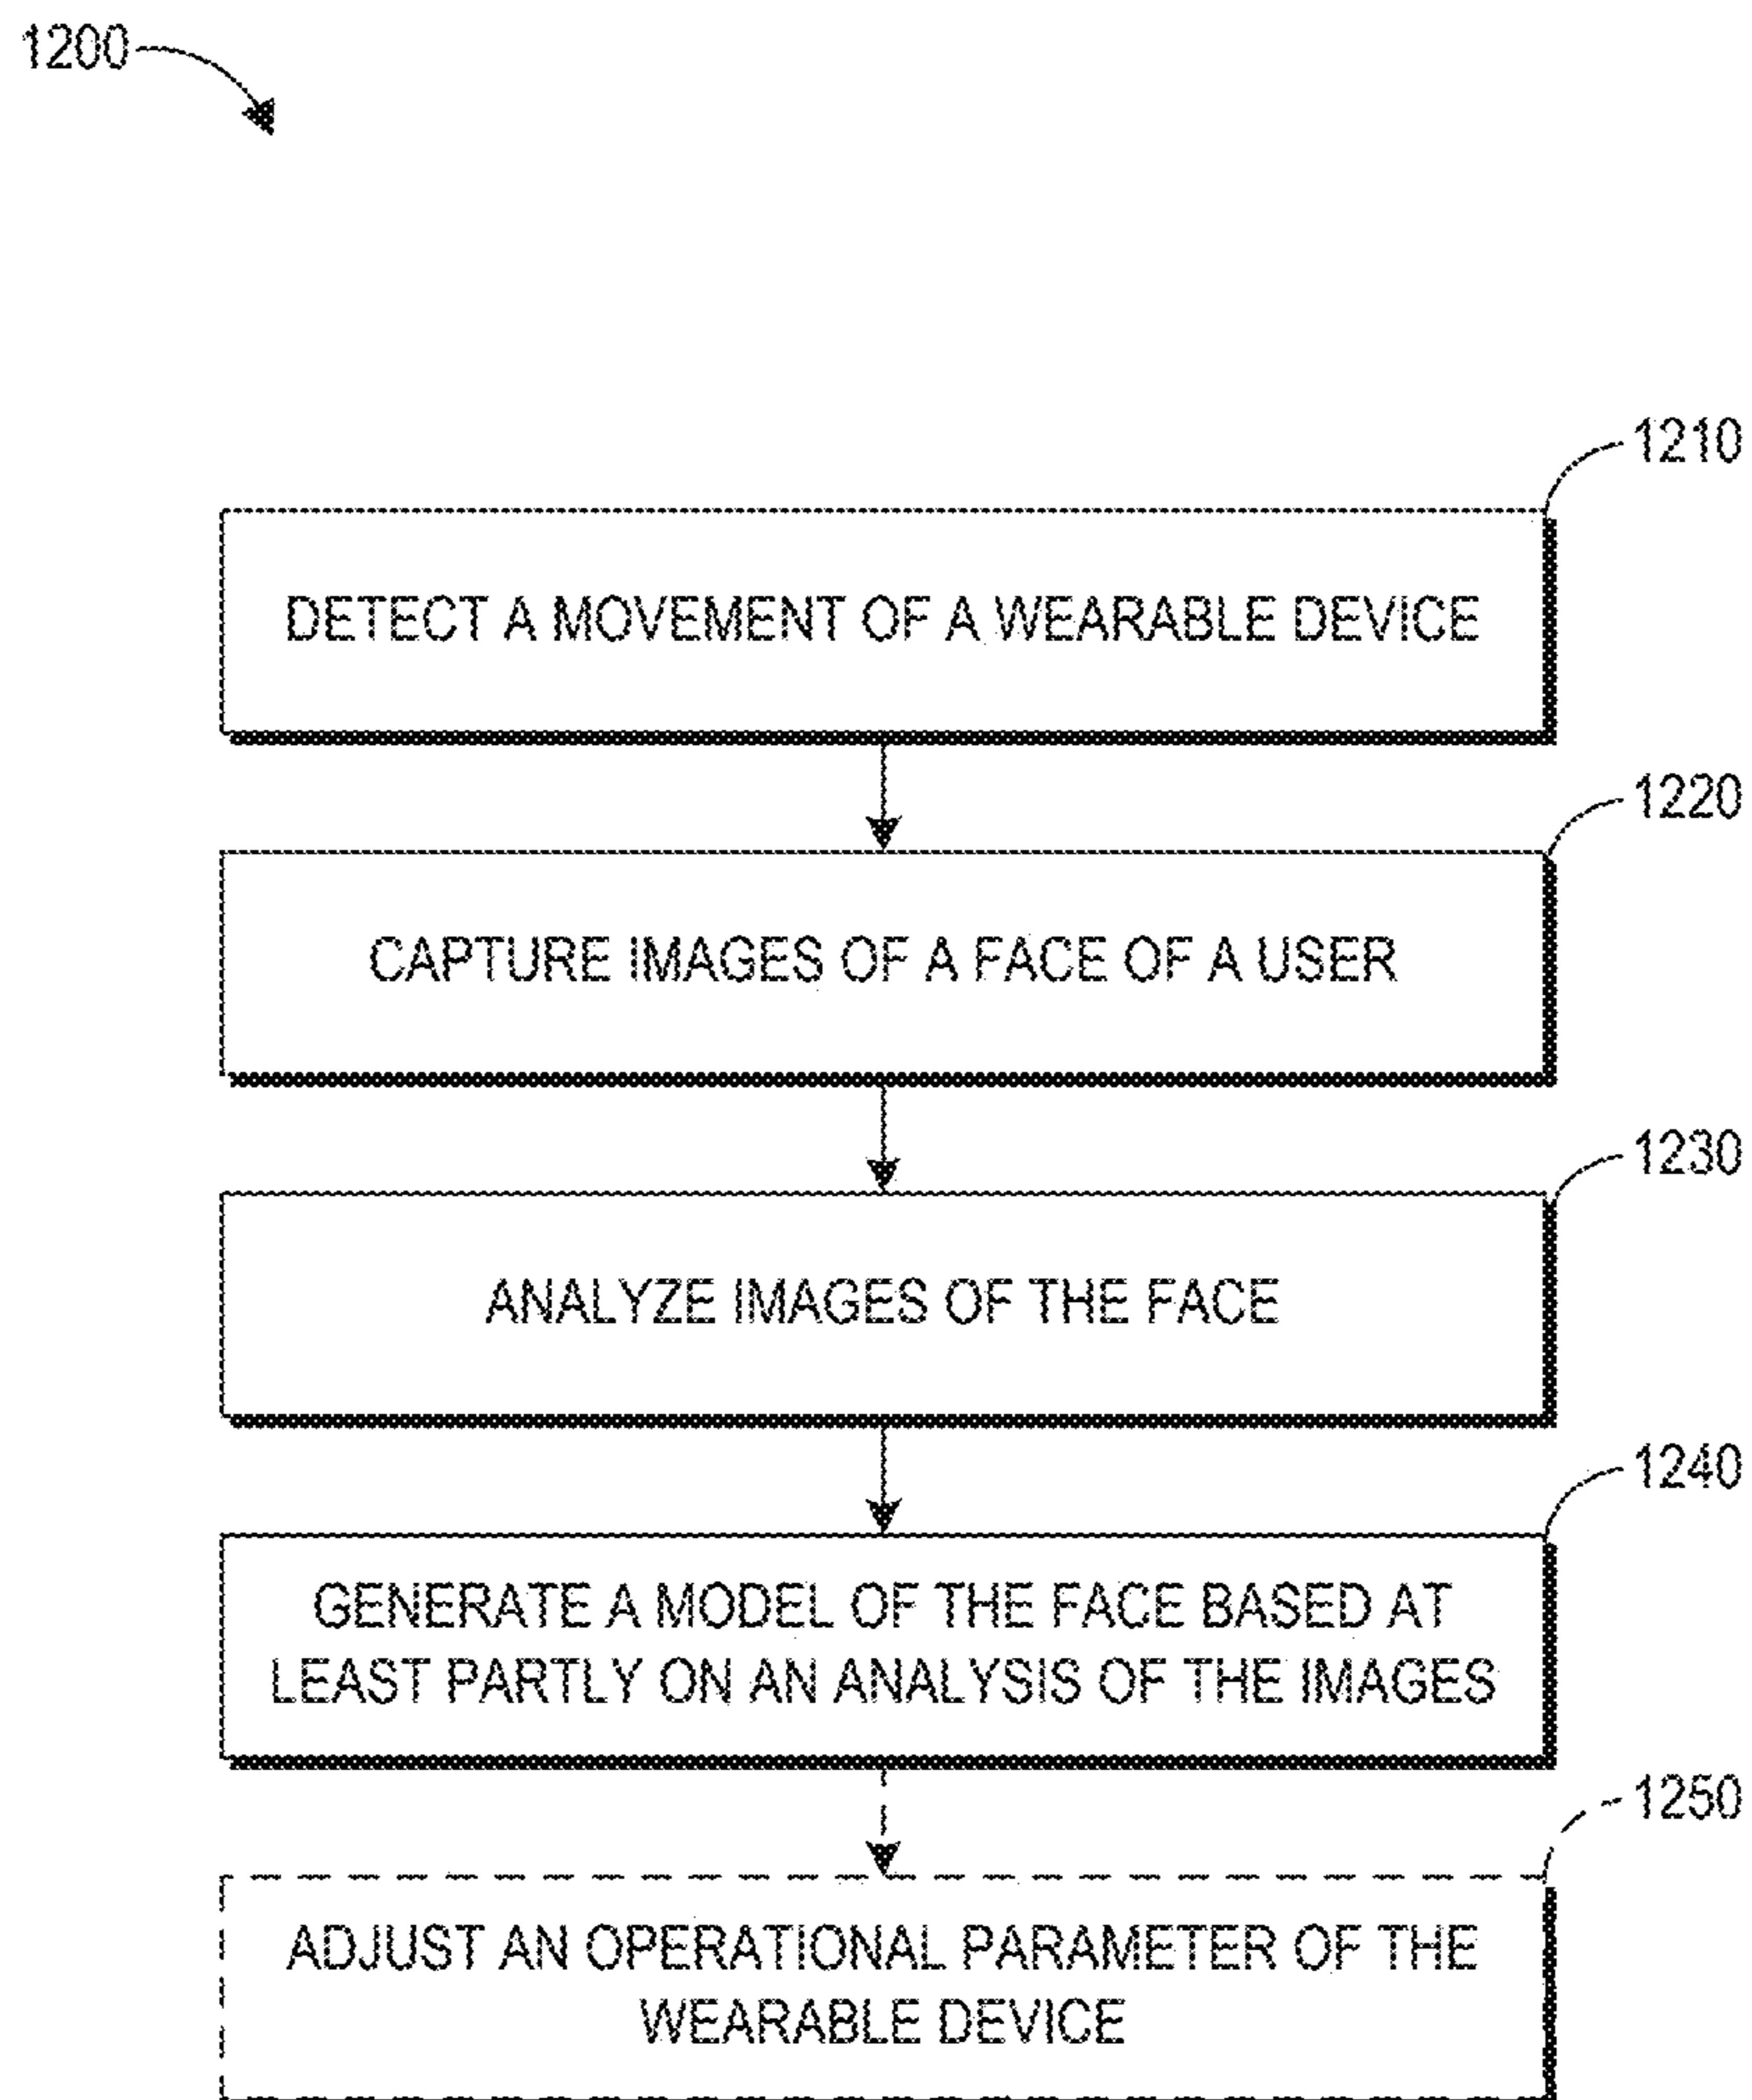 1200
1210
DETECT A MOVEMENT OF A WEARABLE DEVICE
1220
CAPTURE IMAGES OF A FACE OF A USER
1230
ANALYZE IMAGES OF THE FACE
1240
GENERATE A MODEL OF THE FACE BASED AT
LEAST PARTLY ON AN ANALYSIS OF THE IMAGES
1250
ADJUST AN OPERATIONAL PARAMETER OF THE
WEARABLE DEVICE